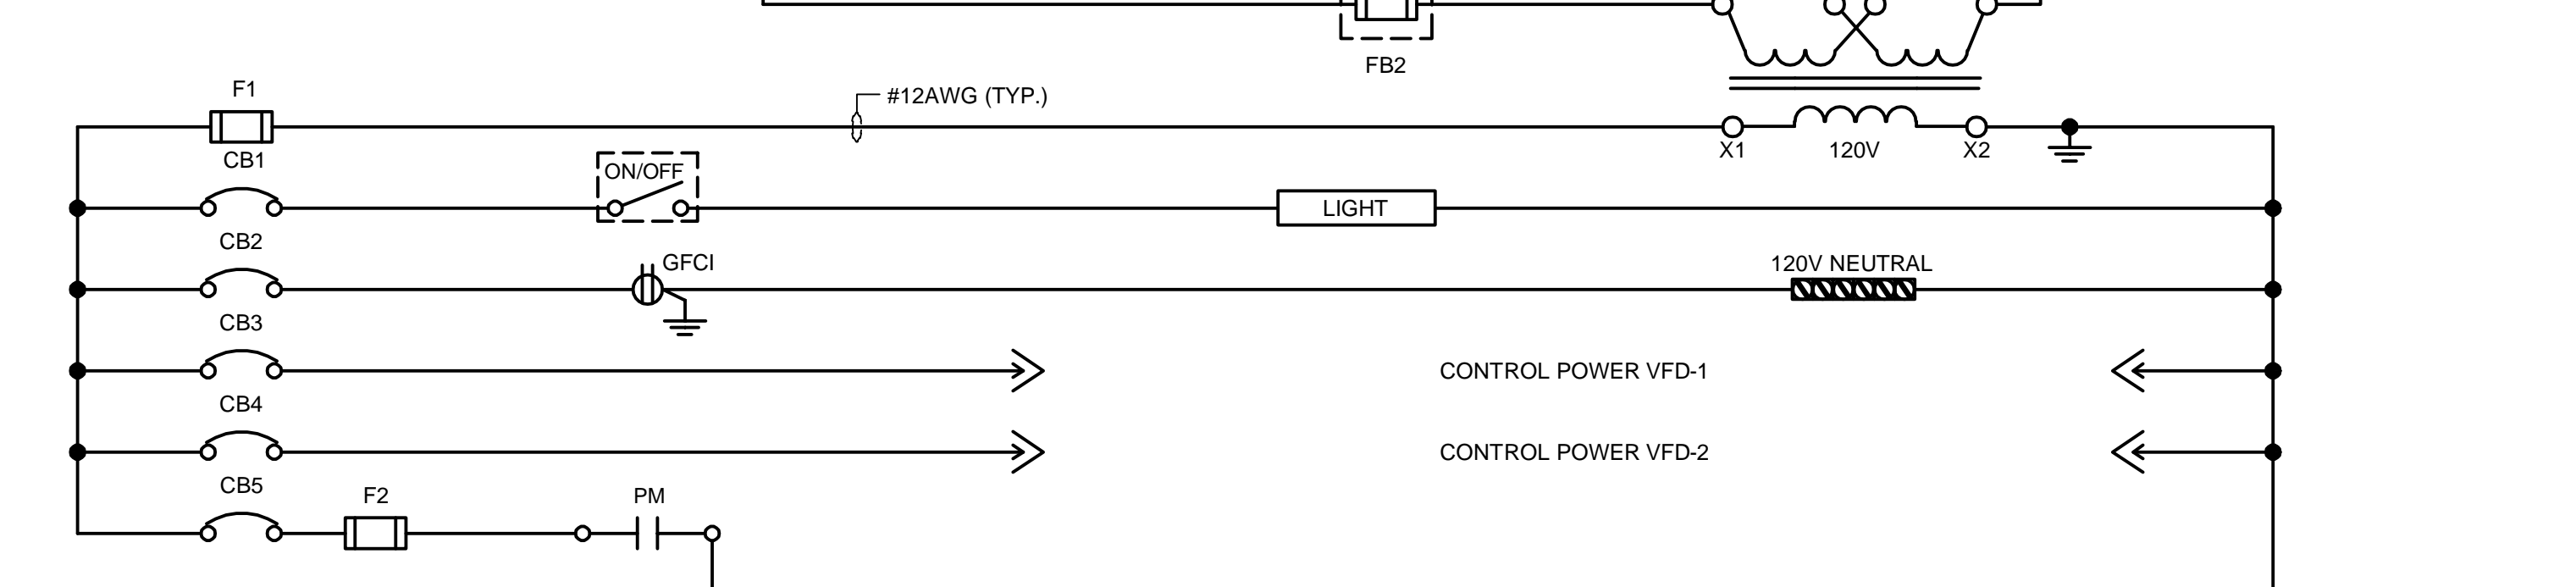 FB2
F1
#12AWG (TYP.)
CB1
X1
120V
X2
ON/OFF
LIGHT
CB2
GFCI
120V NEUTRAL
CB3
CONTROL POWER VFD-1
CB4
CONTROL POWER VFD-2
CB5
F2
PM